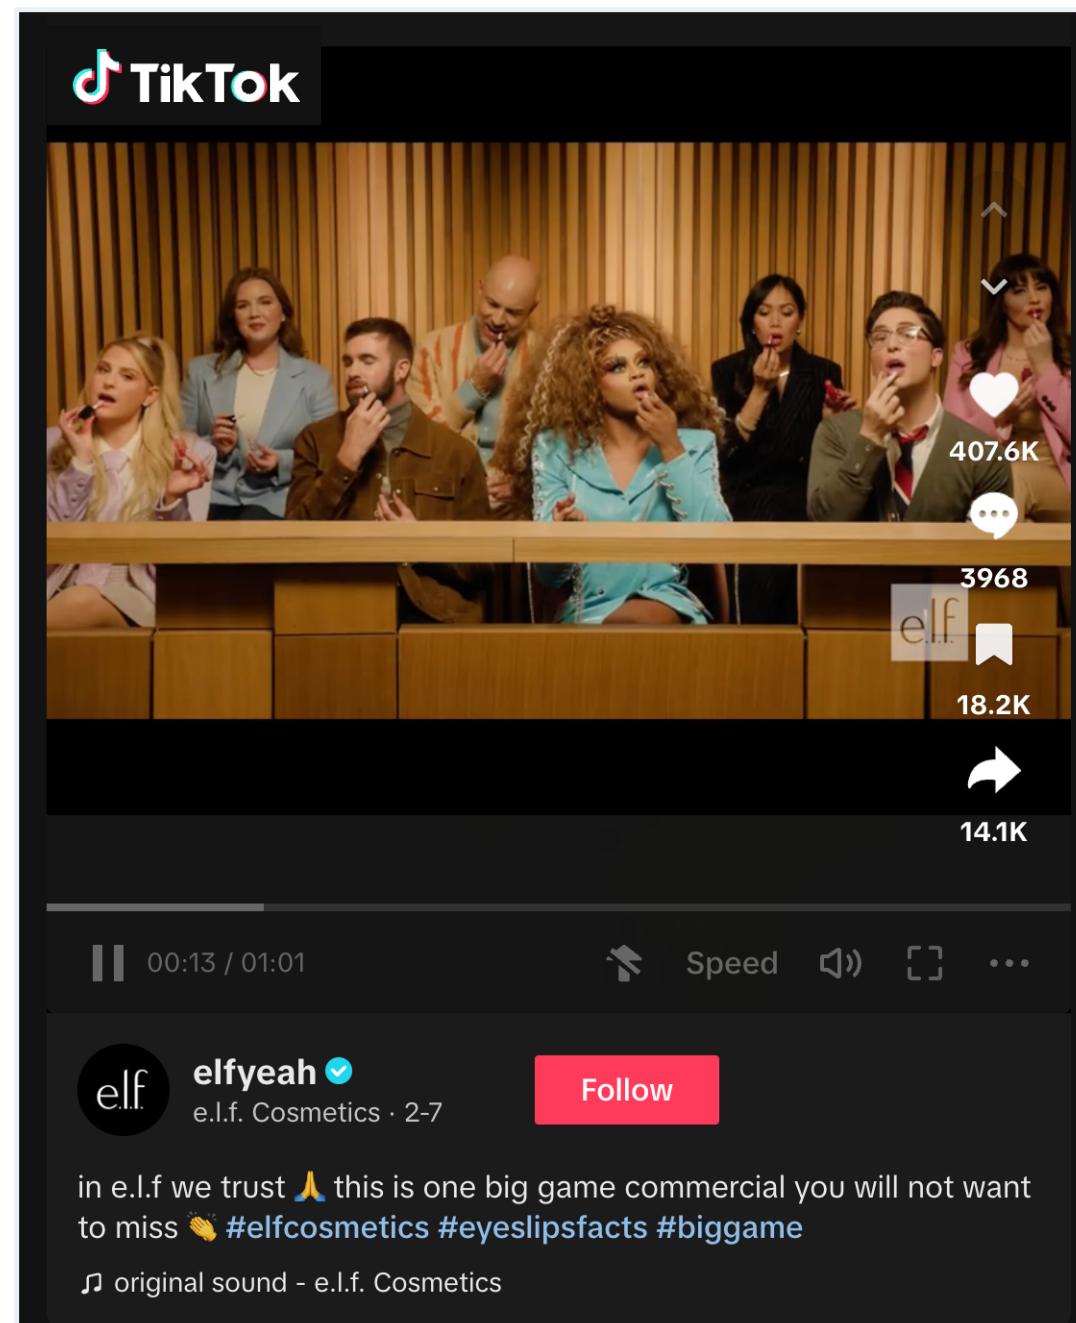 TikTok
407.6K
3968
e.l.f
18.2K
14.1K
00:13 / 01:01
Speed
e.l.f.
elfyeah
e.l.f. Cosmetics · 2-7
Follow
in e.l.f we trust 🙏 this is one big game commercial you will not want
to miss 👏 #elfcosmetics #eyeslipsfacts #biggame
original sound - e.l.f. Cosmetics